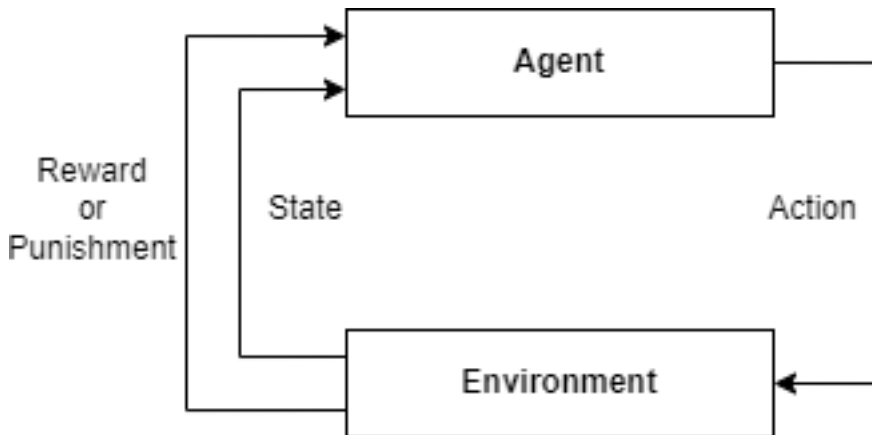 Agent
Reward
or
Punishment
State
Action
Environment